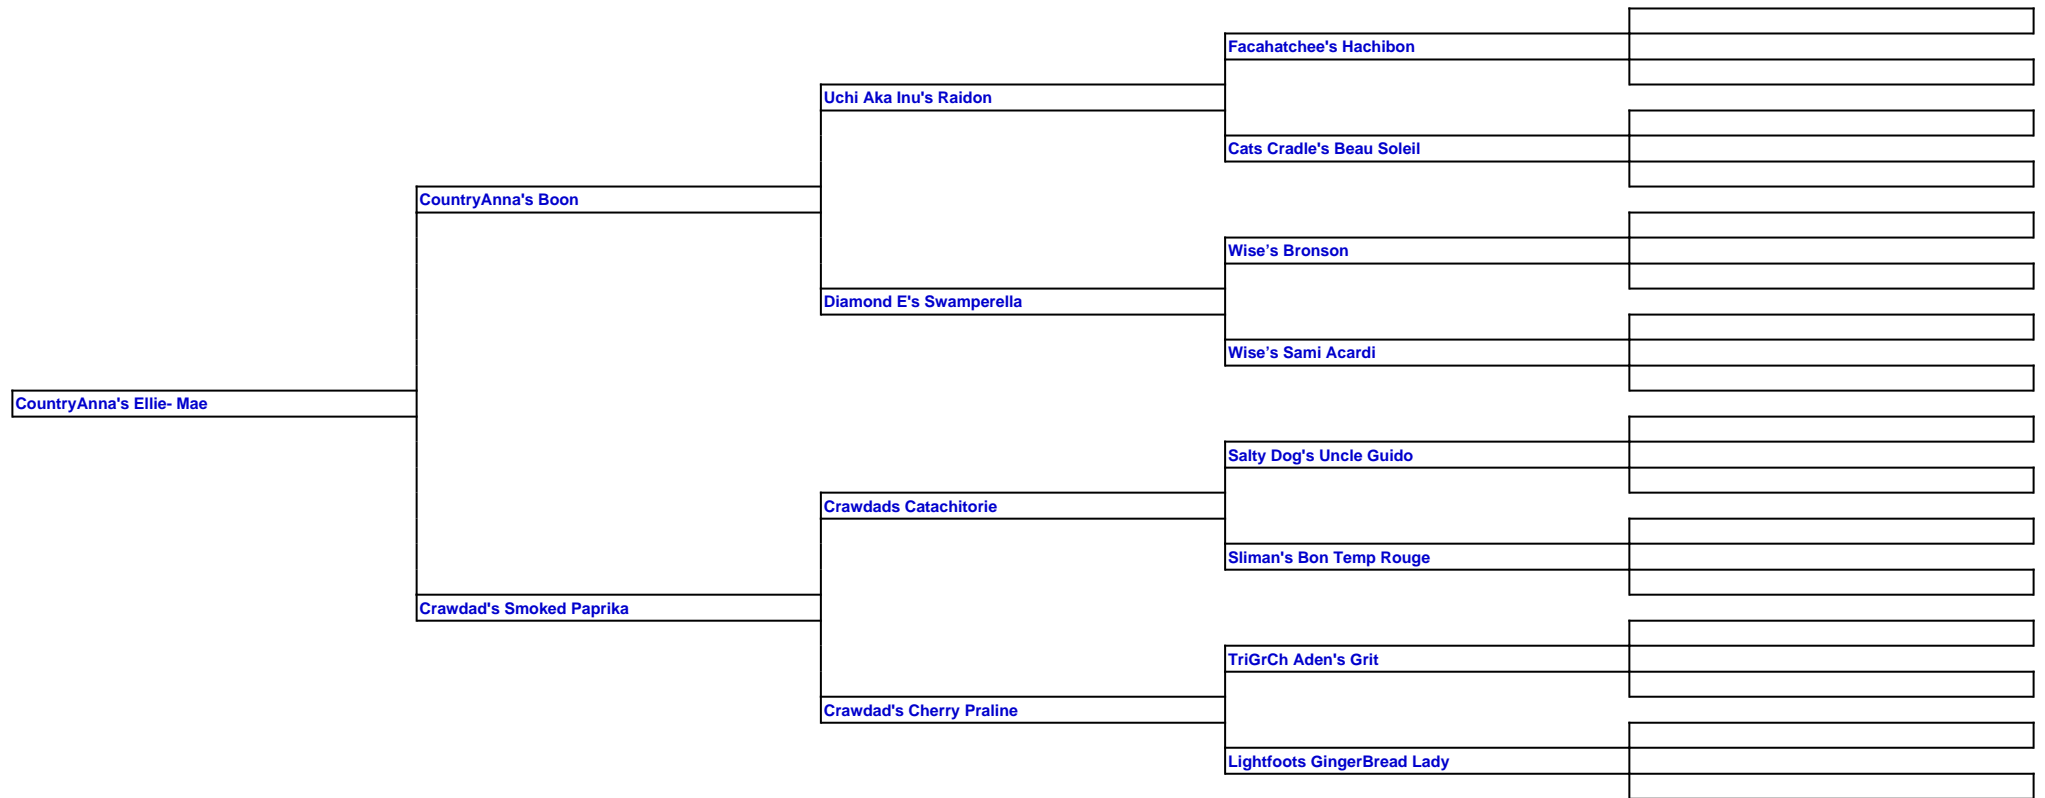 Facahatchee's Hachibon
Uchi Aka Inu's Raidon
Cats Cradle's Beau Soleil
CountryAnna's Boon
Wise’s Bronson
Diamond E's Swamperella
Wise’s Sami Acardi
CountryAnna's Ellie- Mae
Salty Dog's Uncle Guido
Crawdads Catachitorie
Sliman's Bon Temp Rouge
Crawdad's Smoked Paprika
TriGrCh Aden's Grit
Crawdad's Cherry Praline
Lightfoots GingerBread Lady